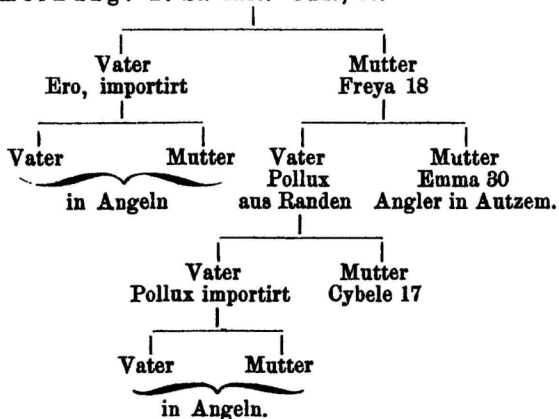 Vater Mutter
Ero, importirt Freya 18
Vater Mutter Vater Mutter
Pollux Emma 30
in Angeln aus Randen Angler in Autzem.
Vater Mutter
Pollux importirt Cybele 17
Vater Mutter
in Angeln.